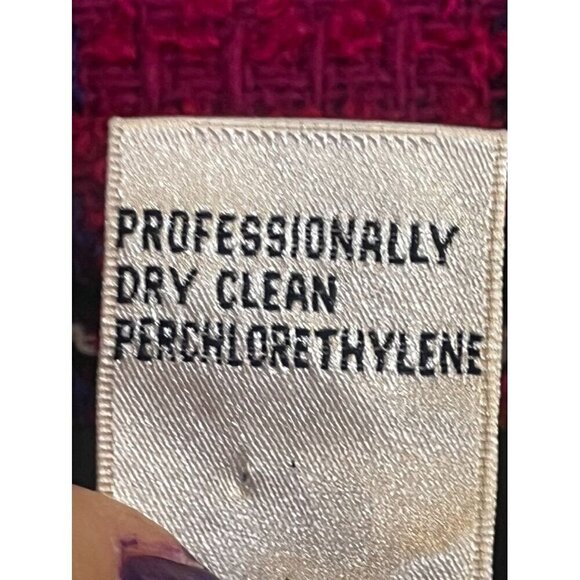 PROFESSIONALLY
DRY CLEAN
PERCHLORETHYLENE